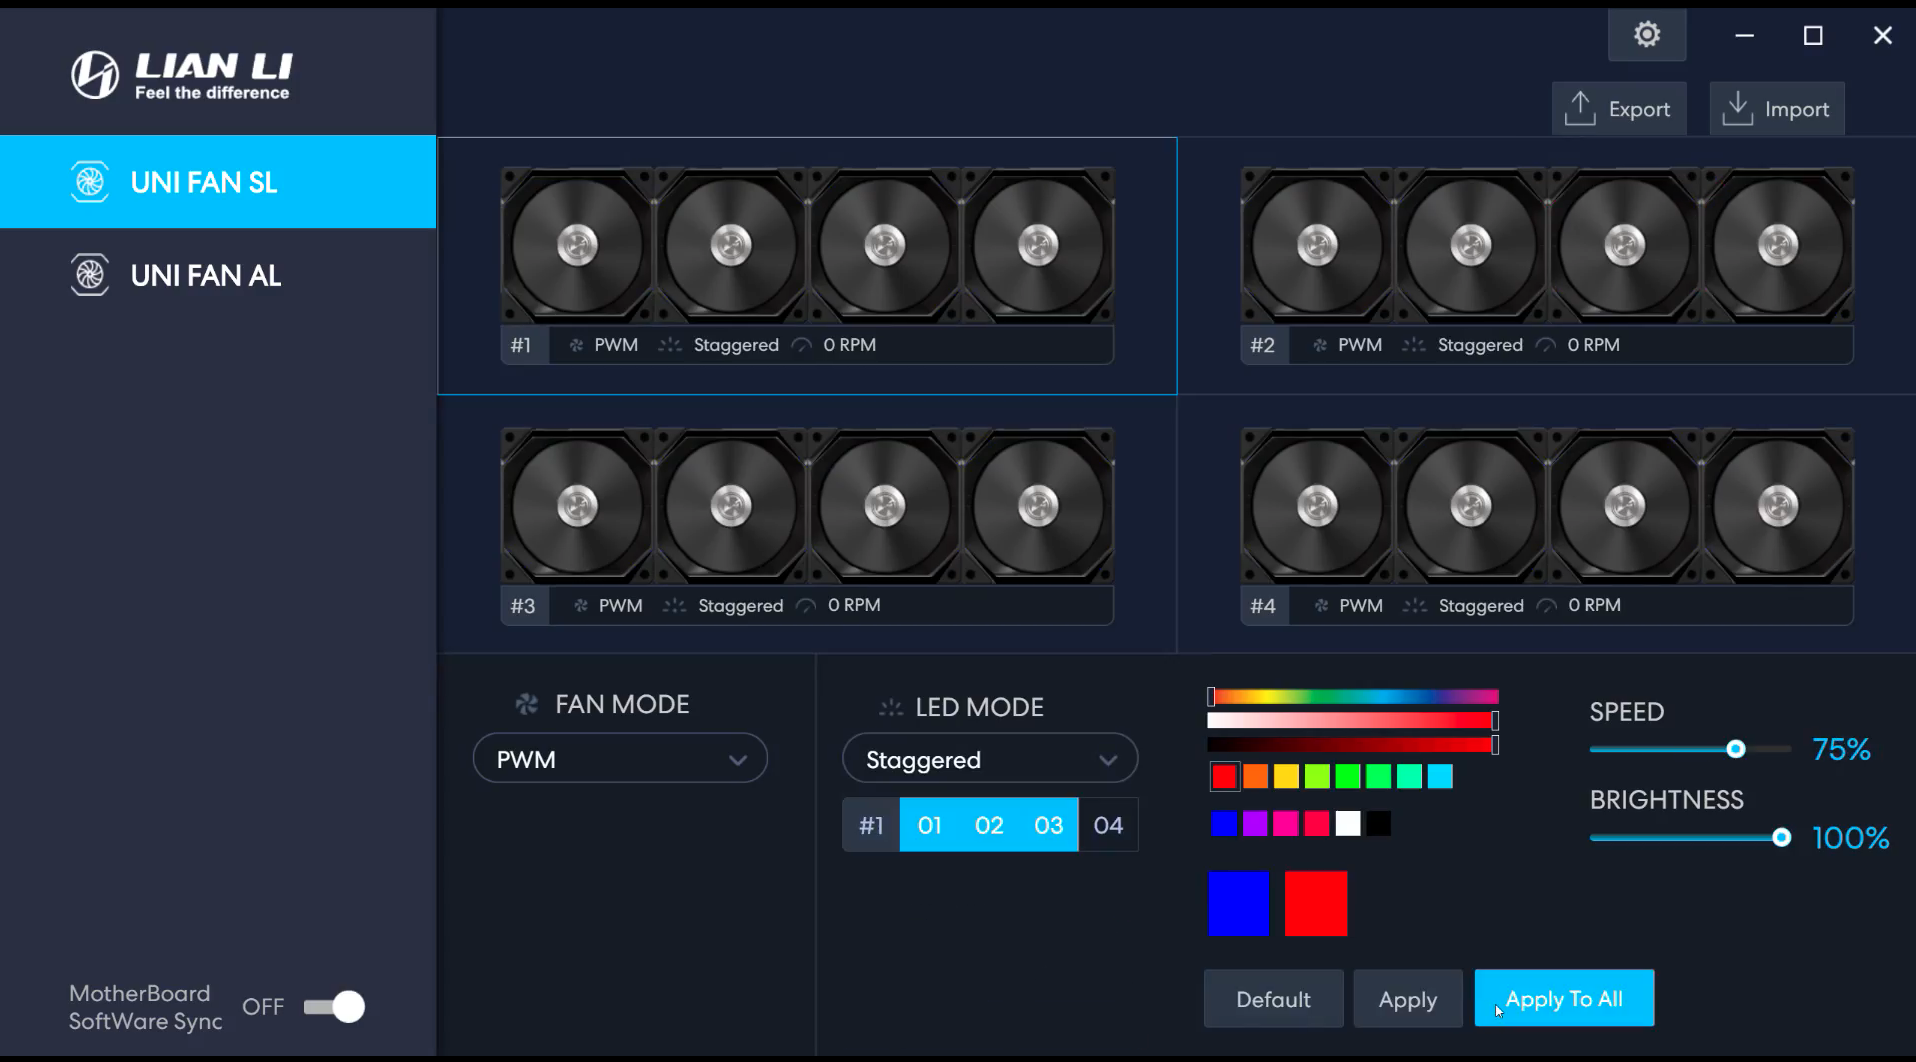 LIAN LI
Feel the difference
Export
Import
UNI FAN SL
UNI FAN AL
#1 PWM Staggered 0 RPM
#2 PWM Staggered 0 RPM
#3 PWM Staggered 0 RPM
#4 PWM Staggered 0 RPM
FAN MODE
PWM
LED MODE
Staggered
#1 01 02 03 04
SPEED
75%
BRIGHTNESS
100%
Default
Apply
Apply To All
MotherBoard
SoftWare Sync
OFF